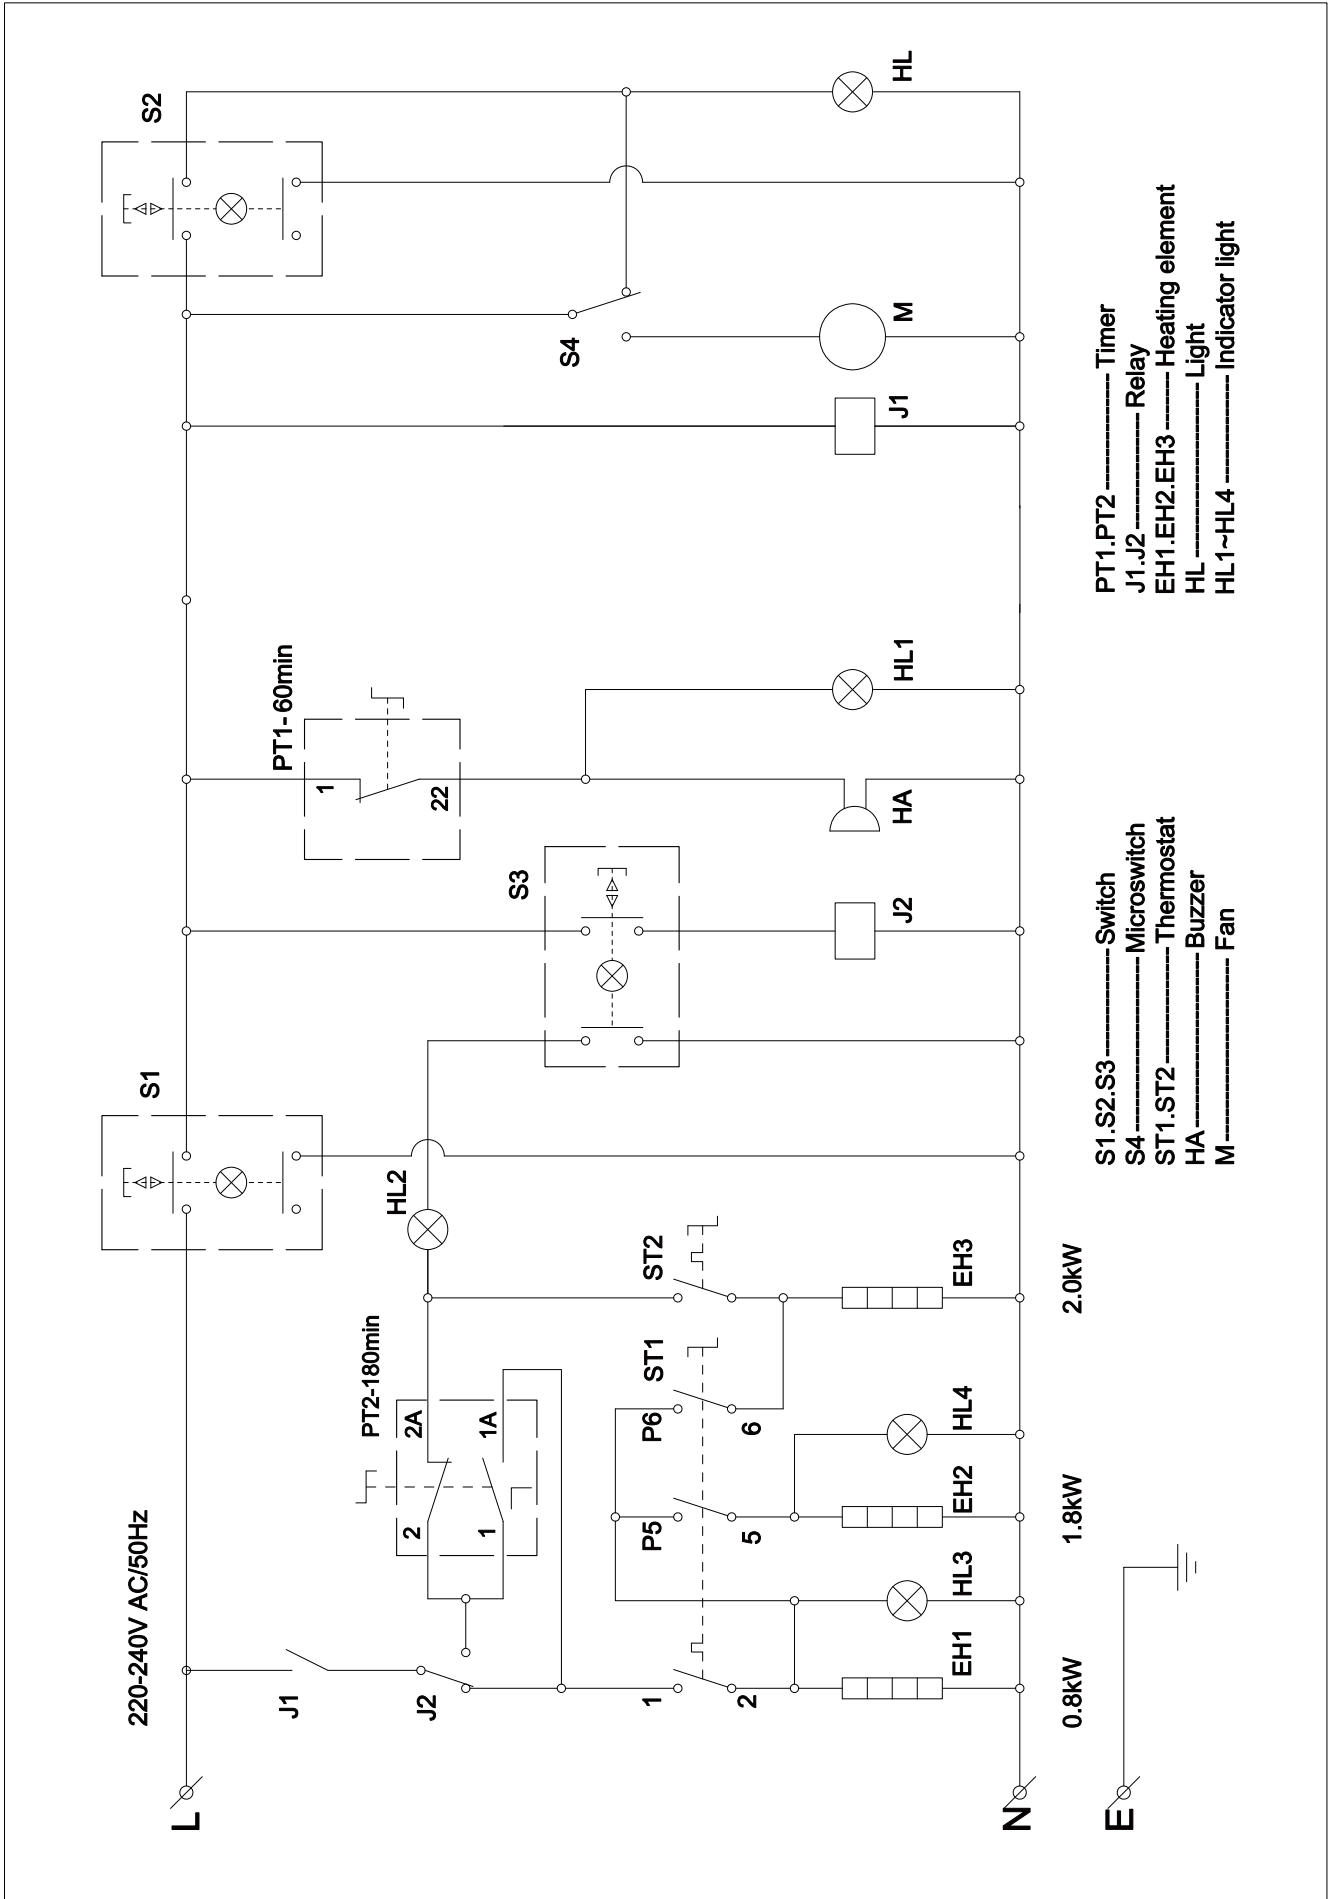 220-240V AC/50Hz
S1
S2
L
J1
J2
PT2-180min
2
2A
1
1A
HL2
S3
PT1-60min
1
22
S4
ST1
ST2
1
2
P5
5
P6
6
EH1
HL3
EH2
HL4
EH3
J2
HA
HL1
J1
M
HL
N
0.8kW
1.8kW
2.0kW
E
S1.S2.S3----------Switch
S4--------------------Microswitch
ST1.ST2----------Thermostat
HA--------------------Buzzer
M--------------------Fan
PT1.PT2----------Timer
J1.J2----------Relay
EH1.EH2.EH3-------Heating element
HL--------------------Light
HL1~HL4----------Indicator light